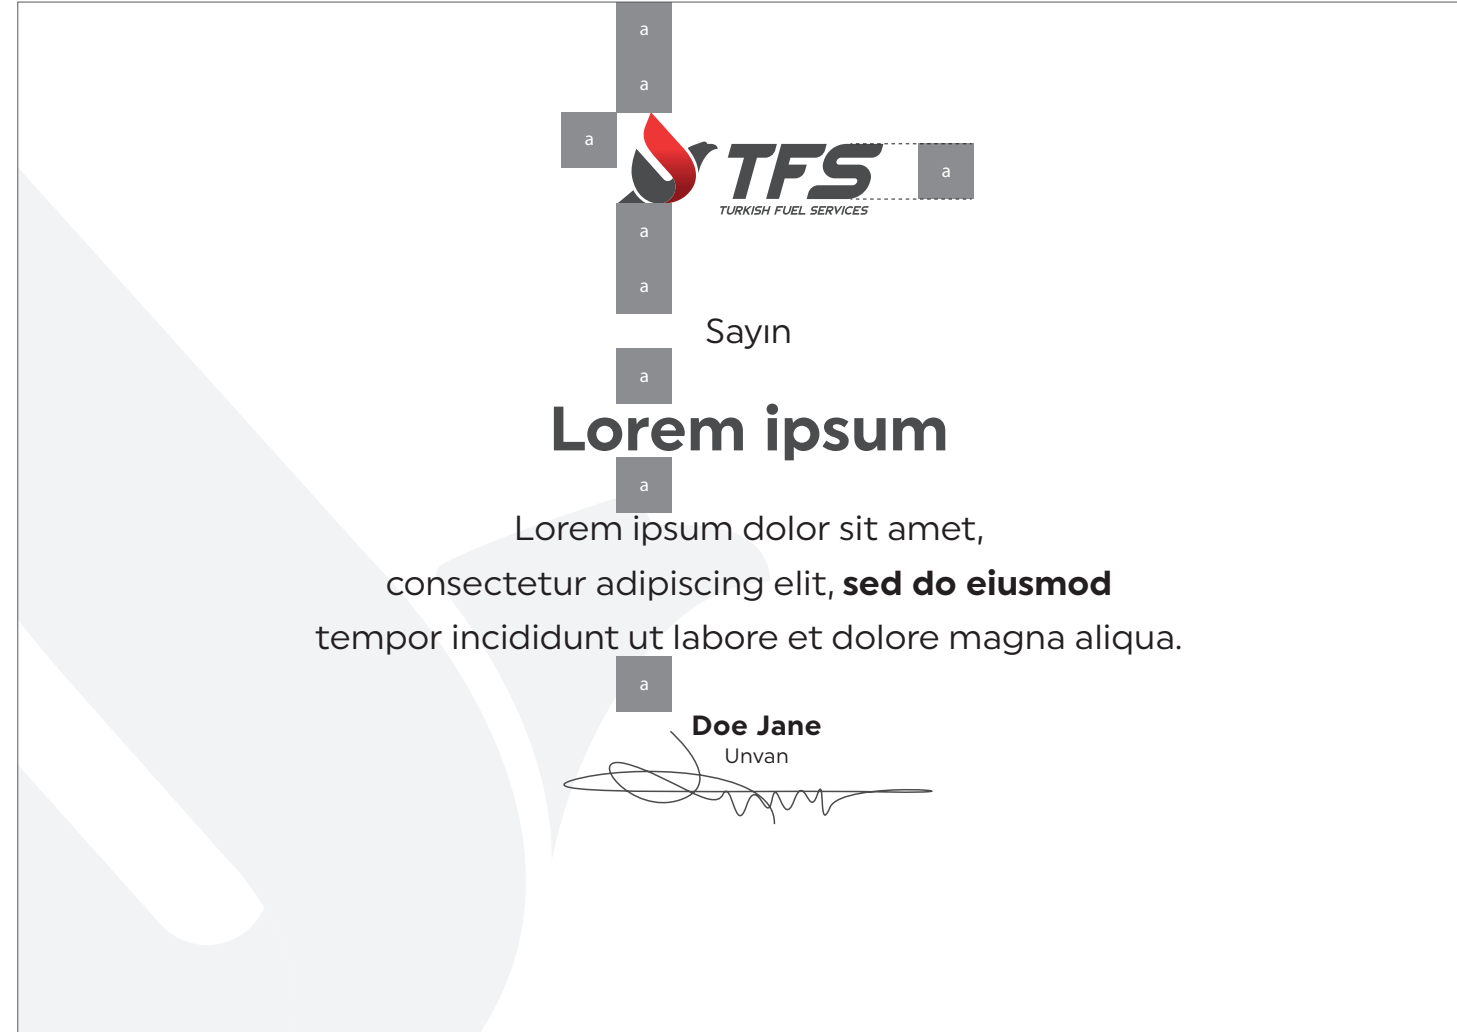 a
a
a
TFS
a
TURKISH FUEL SERVICES
a
a
Sayın
a
Lorem ipsum
a
Lorem ipsum dolor sit amet,
consectetur adipiscing elit, sed do eiusmod
tempor incididunt ut labore et dolore magna aliqua.
a
Doe Jane
Unvan